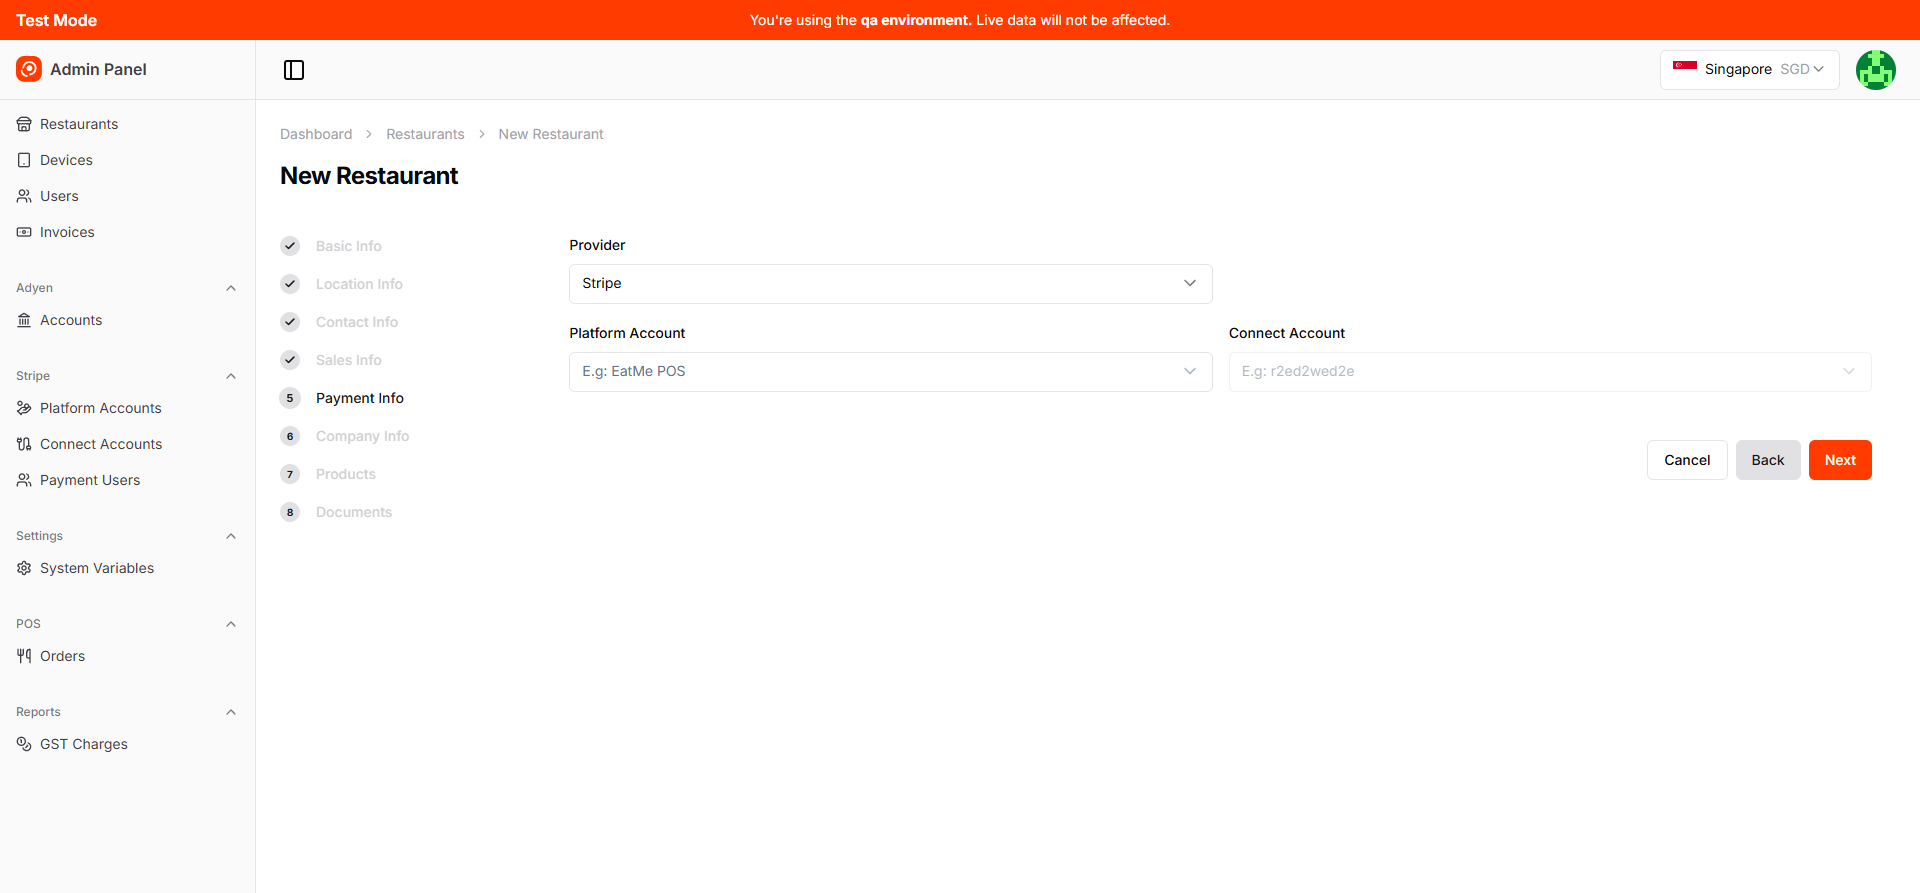 Test Mode
You're using the qa environment. Live data will not be affected.
Admin Panel
Singapore SGD
Restaurants
Devices
Users
Invoices
Adyen
Accounts
Stripe
Platform Accounts
Connect Accounts
Payment Users
Settings
System Variables
POS
Orders
Reports
GST Charges
Dashboard > Restaurants > New Restaurant
New Restaurant
Basic Info
Location Info
Contact Info
Sales Info
5 Payment Info
6 Company Info
7 Products
8 Documents
Provider
Stripe
Platform Account
E.g: EatMe POS
Connect Account
E.g: r2ed2wed2e
Cancel Back Next